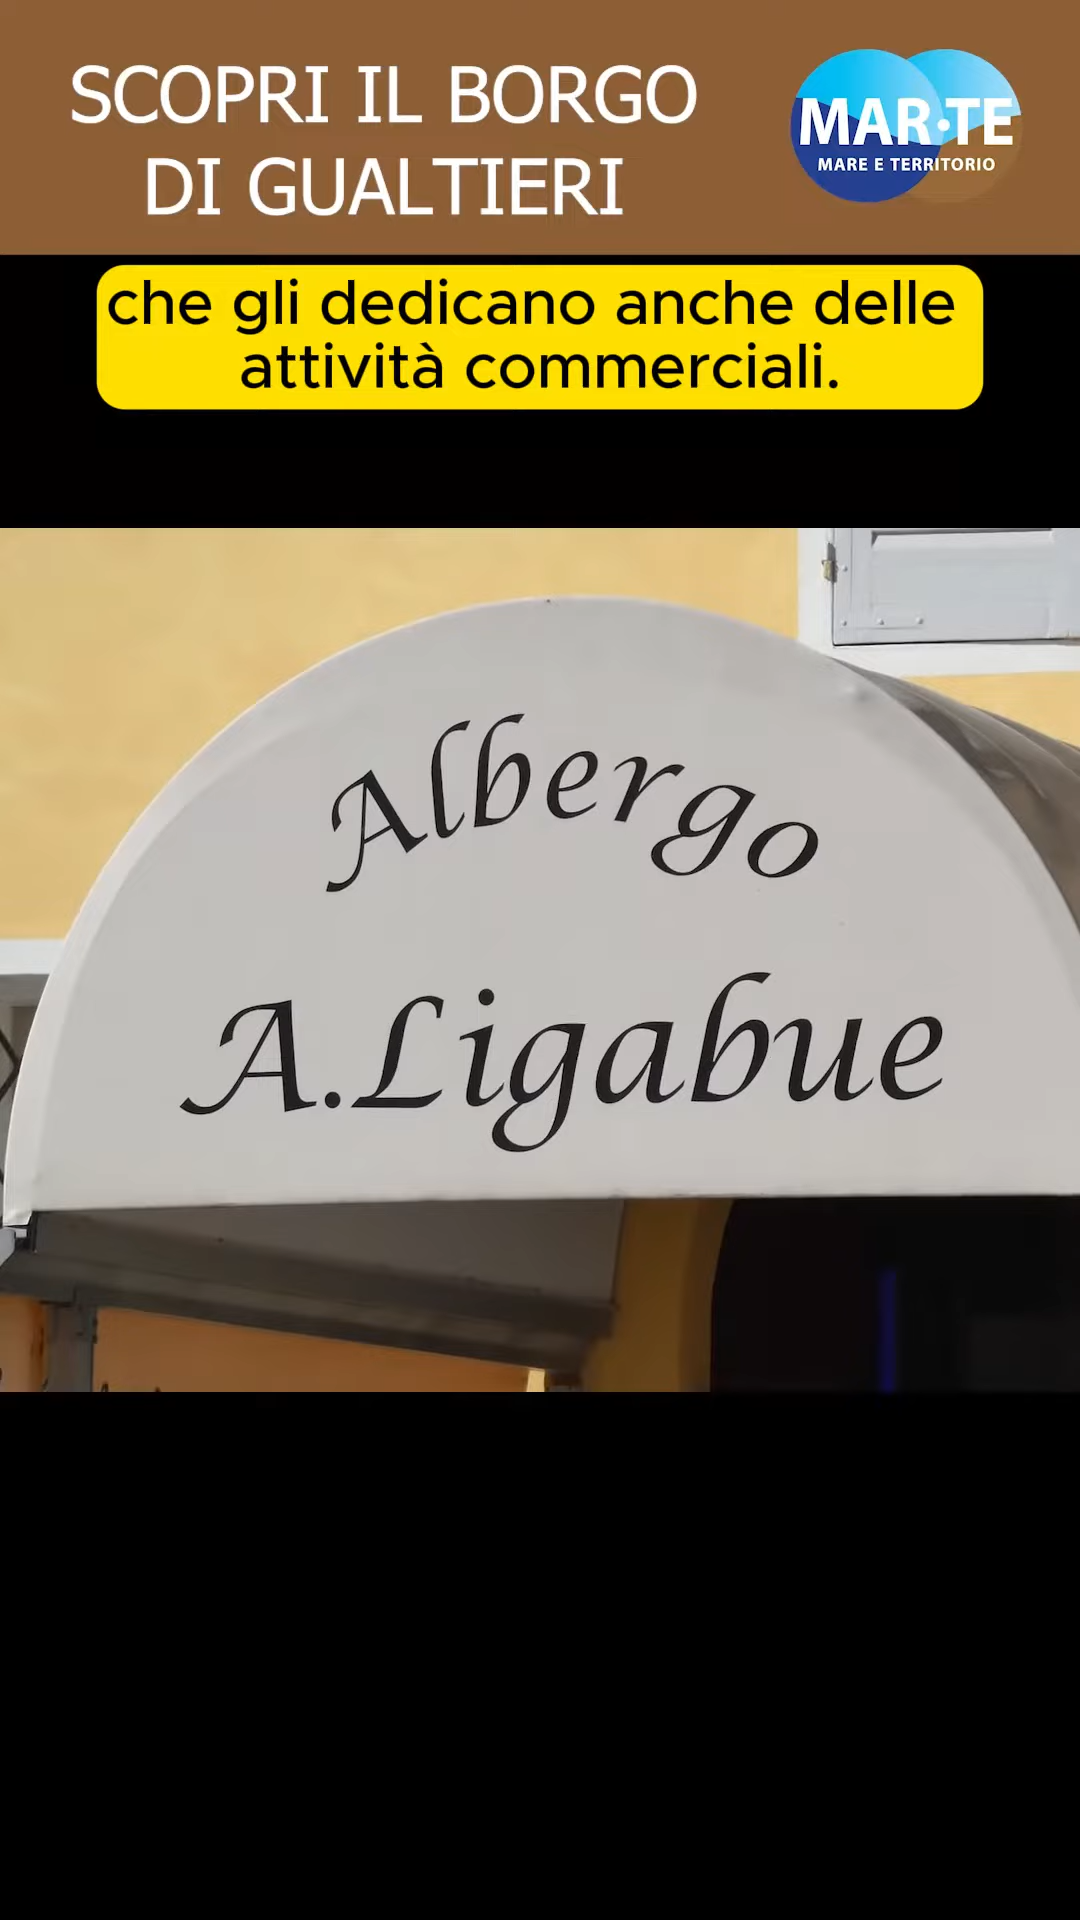 SCOPRI IL BORGO
DI GUALTIERI
MAR•TE
MARE E TERRITORIO
che gli dedicano anche delle
attività commerciali.
Albergo
A.Ligabue